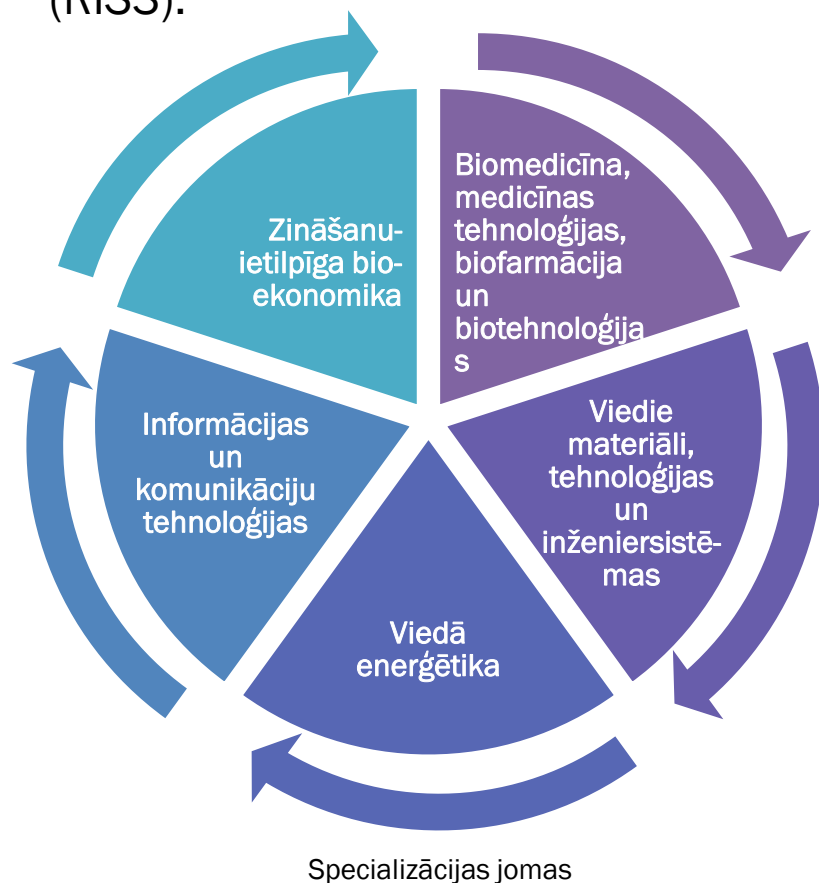 (RIS3).
Biomedicīna,
medicīnas
tehnoloģijas,
biofarmācija
un
biotehnoloģija
s
Viedie
materiāli,
tehnoloģijas
un
inženiersistē-
mas
Viedā
enerģētika
Informācijas
un
komunikāciju
tehnoloģijas
Zināšanu-
ietilpīga bio-
ekonomika
Specializācijas jomas